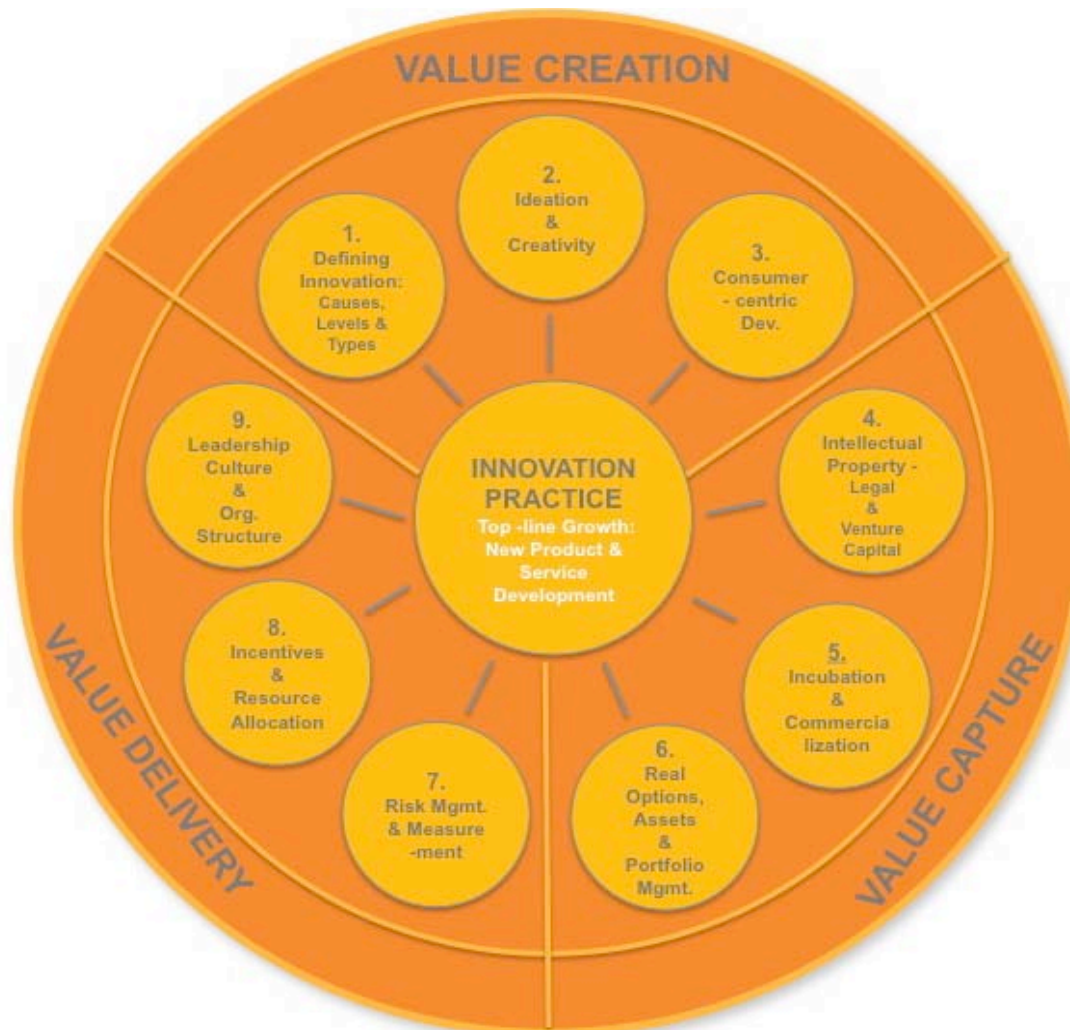 VALUE CREATION
2.
Ideation
&
Creativity
1.
Defining
Innovation:
Causes,
Levels &
Types
3.
Consumer
- centric
Dev.
9.
Leadership
Culture
&
Org.
Structure
INNOVATION
PRACTICE
Top -line Growth:
New Product &
Service
Development
4.
Intellectual
Property -
Legal
&
Venture
Capital
8.
Incentives
&
Resource
Allocation
5.
Incubation
&
Commercia
lization
7.
Risk Mgmt.
& Measure
-ment
6.
Real
Options,
Assets
&
Portfolio
Mgmt.
VALUE DELIVERY
VALUE CAPTURE